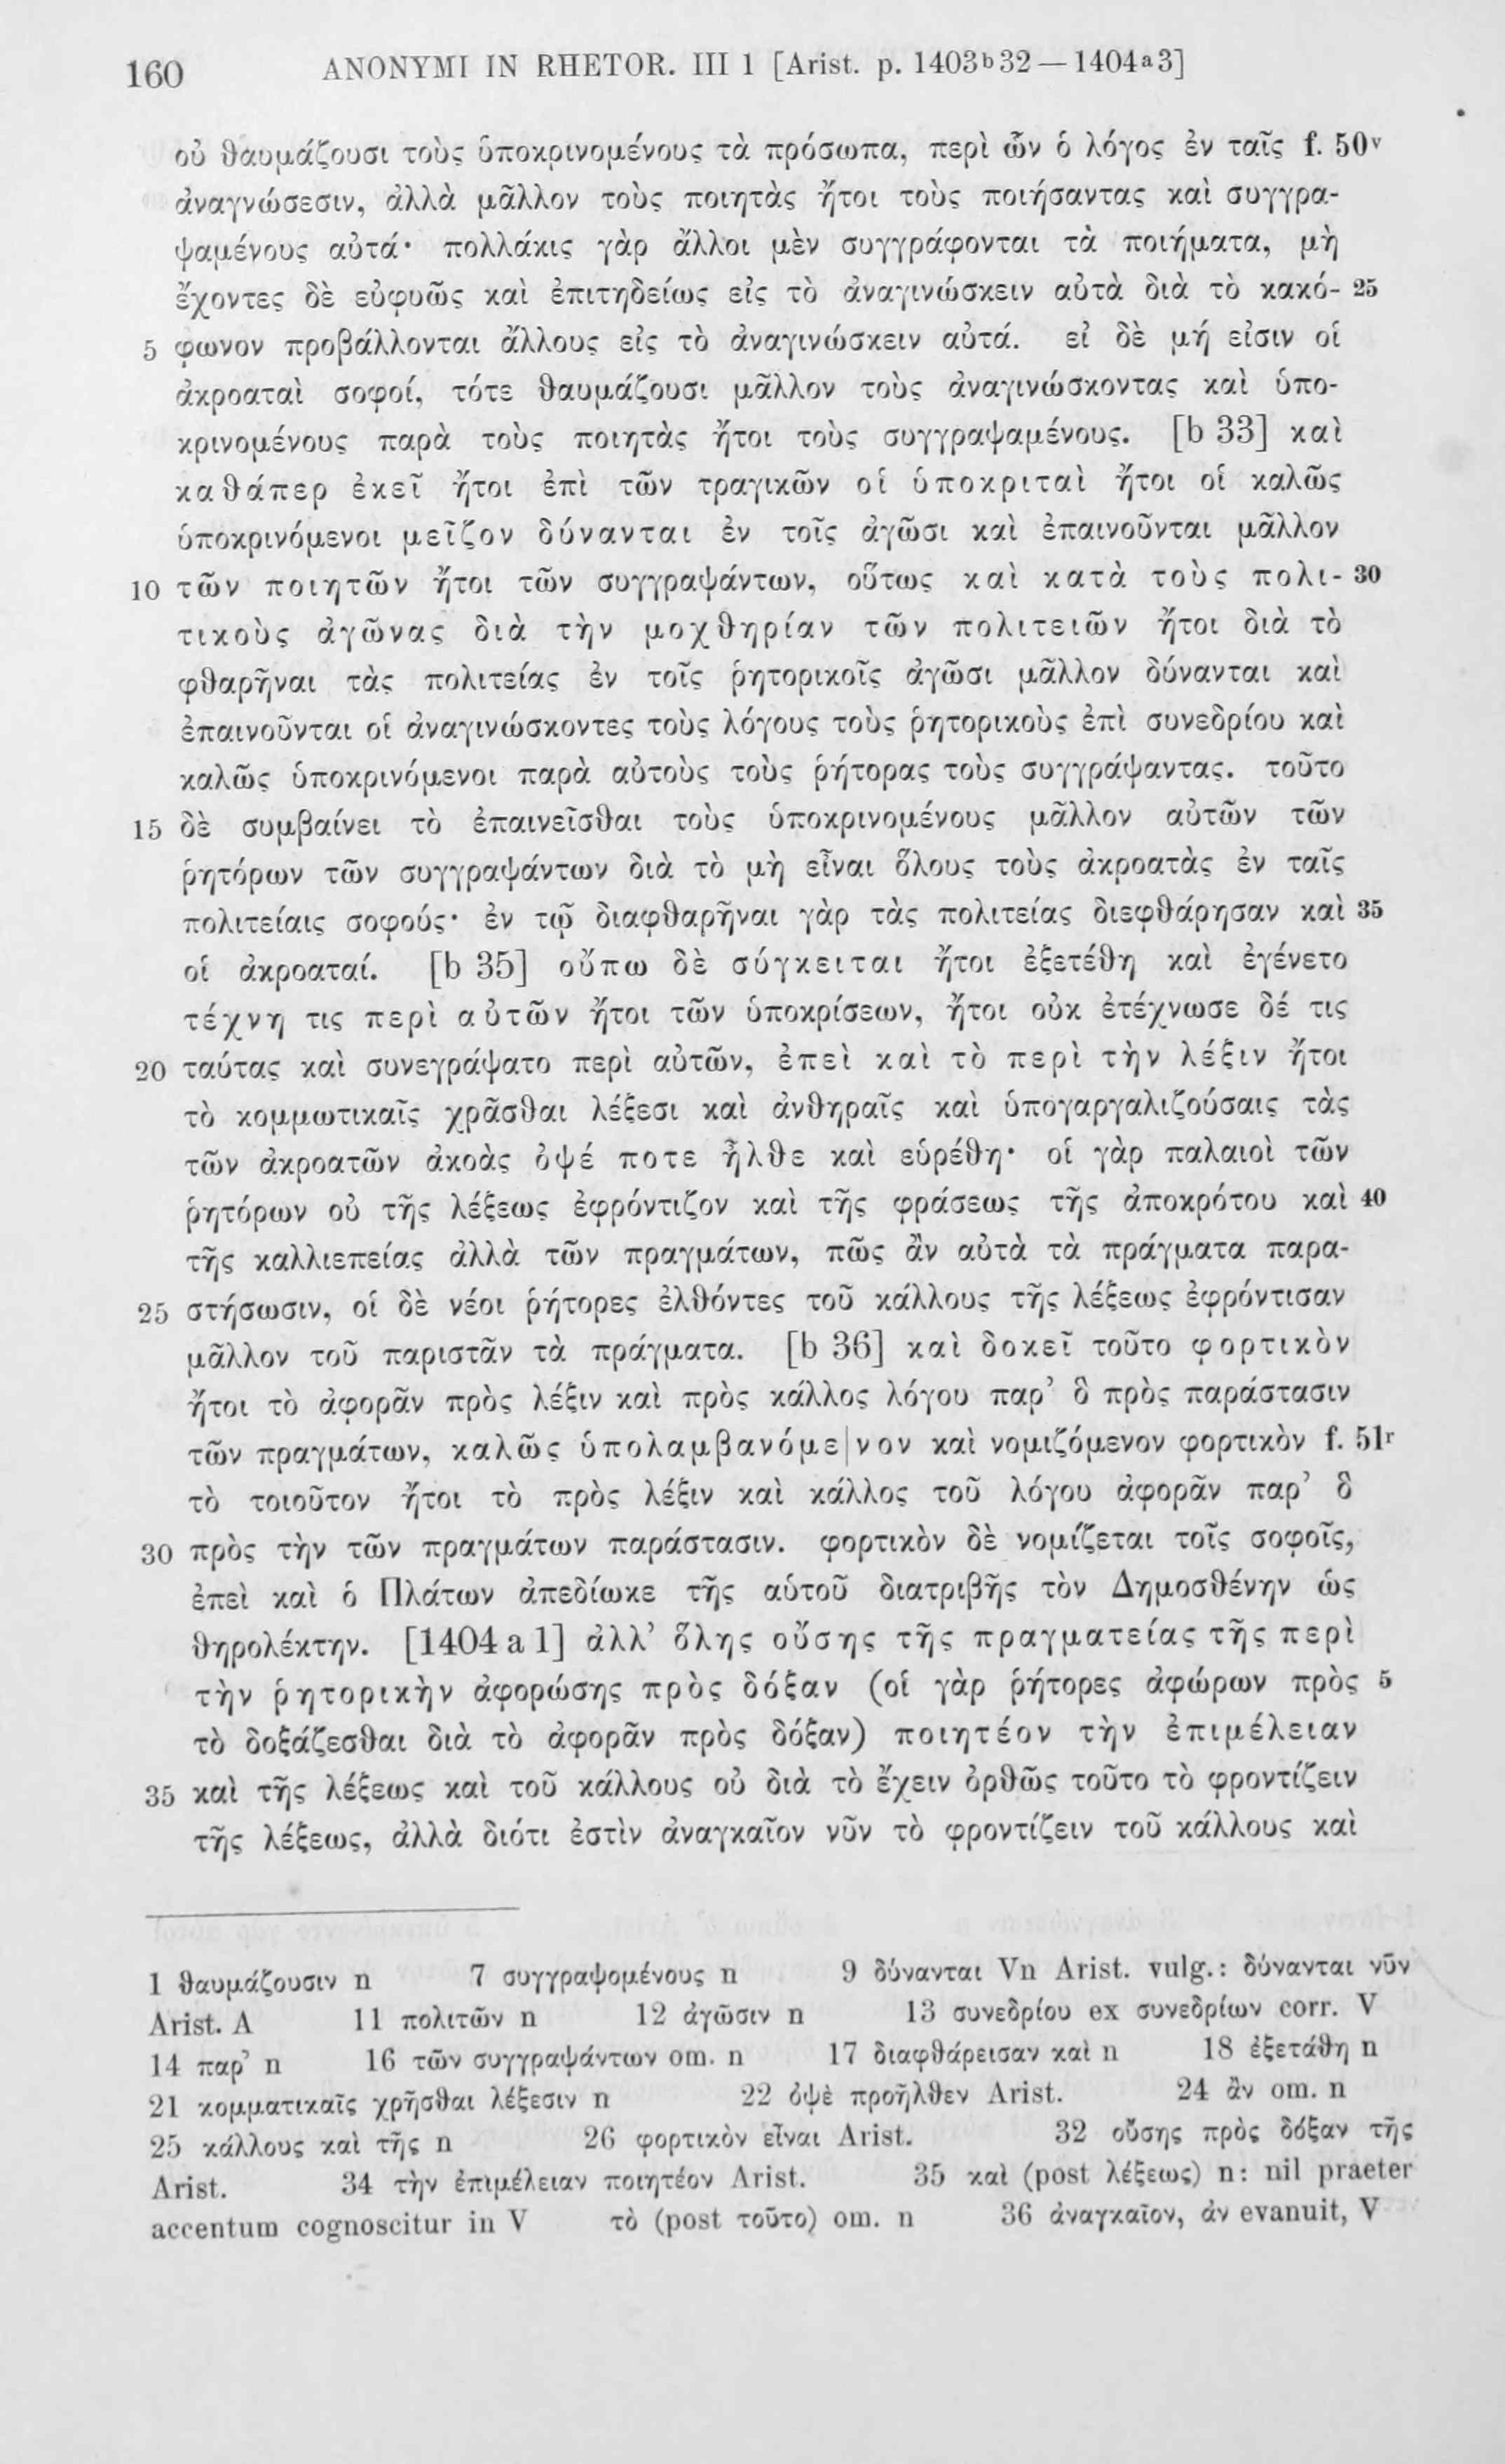 160 ANONYMI IN RHETOR. III 1 [Arist. p. 1403ᵇ32 — 1404ᵃ3]
οὐ θαυμάζουσι τοὺς ὑποκρινομένους τὰ πρόσωπα, περὶ ὧν ὁ λόγος ἐν ταῖς f. 50ᵛ
ἀναγνώσεσιν, ἀλλὰ μᾶλλον τοὺς ποιητὰς ἤτοι τοὺς ποιήσαντας καὶ συγγρα-
ψαμένους αὐτά· πολλάκις γὰρ ἄλλοι μὲν συγγράφονται τὰ ποιήματα, μὴ
ἔχοντες δὲ εὐφυῶς καὶ ἐπιτηδείως εἰς τὸ ἀναγινώσκειν αὐτὰ διὰ τὸ κακό- 25
5 φωνον προβάλλονται ἄλλους εἰς τὸ ἀναγινώσκειν αὐτά. εἰ δὲ μή εἰσιν οἱ
ἀκροαταὶ σοφοί, τότε θαυμάζουσι μᾶλλον τοὺς ἀναγινώσκοντας καὶ ὑπο-
κρινομένους παρὰ τοὺς ποιητὰς ἤτοι τοὺς συγγραψαμένους. [b 33] καὶ
καθάπερ ἐκεῖ ἤτοι ἐπὶ τῶν τραγικῶν οἱ ὑποκριταὶ ἤτοι οἱ καλῶς
ὑποκρινόμενοι μεῖζον δύνανται ἐν τοῖς ἀγῶσι καὶ ἐπαινοῦνται μᾶλλον
10 τῶν ποιητῶν ἤτοι τῶν συγγραψάντων, οὕτως καὶ κατὰ τοὺς πολι- 30
τικοὺς ἀγῶνας διὰ τὴν μοχθηρίαν τῶν πολιτειῶν ἤτοι διὰ τὸ
φθαρῆναι τὰς πολιτείας ἐν τοῖς ῥητορικοῖς ἀγῶσι μᾶλλον δύνανται καὶ
ἐπαινοῦνται οἱ ἀναγινώσκοντες τοὺς λόγους τοὺς ῥητορικοὺς ἐπὶ συνεδρίου καὶ
καλῶς ὑποκρινόμενοι παρὰ αὐτοὺς τοὺς ῥήτορας τοὺς συγγράψαντας. τοῦτο
15 δὲ συμβαίνει τὸ ἐπαινεῖσθαι τοὺς ὑποκρινομένους μᾶλλον αὐτῶν τῶν
ῥητόρων τῶν συγγραψάντων διὰ τὸ μὴ εἶναι ὅλους τοὺς ἀκροατὰς ἐν ταῖς
πολιτείαις σοφούς· ἐν τῷ διαφθαρῆναι γὰρ τὰς πολιτείας διεφθάρησαν καὶ 35
οἱ ἀκροαταί. [b 35] οὔπω δὲ σύγκειται ἤτοι ἐξετέθη καὶ ἐγένετο
τέχνη τις περὶ αὐτῶν ἤτοι τῶν ὑποκρίσεων, ἤτοι οὐκ ἐτέχνωσε δέ τις
20 ταύτας καὶ συνεγράψατο περὶ αὐτῶν, ἐπεὶ καὶ τὸ περὶ τὴν λέξιν ἤτοι
τὸ κομμωτικαῖς χρᾶσθαι λέξεσι καὶ ἀνθηραῖς καὶ ὑπογαργαλιζούσαις τὰς
τῶν ἀκροατῶν ἀκοὰς ὀψέ ποτε ἦλθε καὶ εὑρέθη· οἱ γὰρ παλαιοὶ τῶν
ῥητόρων οὐ τῆς λέξεως ἐφρόντιζον καὶ τῆς φράσεως τῆς ἀποκρότου καὶ 40
τῆς καλλιεπείας ἀλλὰ τῶν πραγμάτων, πῶς ἂν αὐτὰ τὰ πράγματα παρα-
25 στήσωσιν, οἱ δὲ νέοι ῥήτορες ἐλθόντες τοῦ κάλλους τῆς λέξεως ἐφρόντισαν
μᾶλλον τοῦ παριστᾶν τὰ πράγματα. [b 36] καὶ δοκεῖ τοῦτο φορτικὸν
ἤτοι τὸ ἀφορᾶν πρὸς λέξιν καὶ πρὸς κάλλος λόγου παρ’ ὃ πρὸς παράστασιν
τῶν πραγμάτων, καλῶς ὑπολαμβανόμε|νον καὶ νομιζόμενον φορτικὸν f. 51ʳ
τὸ τοιοῦτον ἤτοι τὸ πρὸς λέξιν καὶ κάλλος τοῦ λόγου ἀφορᾶν παρ’ ὃ
30 πρὸς τὴν τῶν πραγμάτων παράστασιν. φορτικὸν δὲ νομίζεται τοῖς σοφοῖς,
ἐπεὶ καὶ ὁ Πλάτων ἀπεδίωκε τῆς αὑτοῦ διατριβῆς τὸν Δημοσθένην ὡς
θηρολέκτην. [1404 a 1] ἀλλ’ ὅλης οὔσης τῆς πραγματείας τῆς περὶ
τὴν ῥητορικὴν ἀφορώσης πρὸς δόξαν (οἱ γὰρ ῥήτορες ἀφώρων πρὸς 5
τὸ δοξάζεσθαι διὰ τὸ ἀφορᾶν πρὸς δόξαν) ποιητέον τὴν ἐπιμέλειαν
35 καὶ τῆς λέξεως καὶ τοῦ κάλλους οὐ διὰ τὸ ἔχειν ὀρθῶς τοῦτο τὸ φροντίζειν
τῆς λέξεως, ἀλλὰ διότι ἐστὶν ἀναγκαῖον νῦν τὸ φροντίζειν τοῦ κάλλους καὶ
1 θαυμάζουσιν n 7 συγγραψομένους n 9 δύνανται Vn Arist. vulg.: δύνανται νῦν
Arist. A 11 πολιτῶν n 12 ἀγῶσιν n 13 συνεδρίου ex συνεδρίων corr. V
14 παρ’ n 16 τῶν συγγραψάντων om. n 17 διαφθάρεισαν καὶ n 18 ἐξετάθη n
21 κομματικαῖς χρῆσθαι λέξεσιν n 22 ὀψὲ προῆλθεν Arist. 24 ἂν om. n
25 κάλλους καὶ τῆς n 26 φορτικὸν εἶναι Arist. 32 οὔσης πρὸς δόξαν τῆς
Arist. 34 τὴν ἐπιμέλειαν ποιητέον Arist. 35 καὶ (post λέξεως) n: nil praeter
accentum cognoscitur in V τὸ (post τοῦτο) om. n 36 ἀναγκαῖον, ἀν evanuit, V